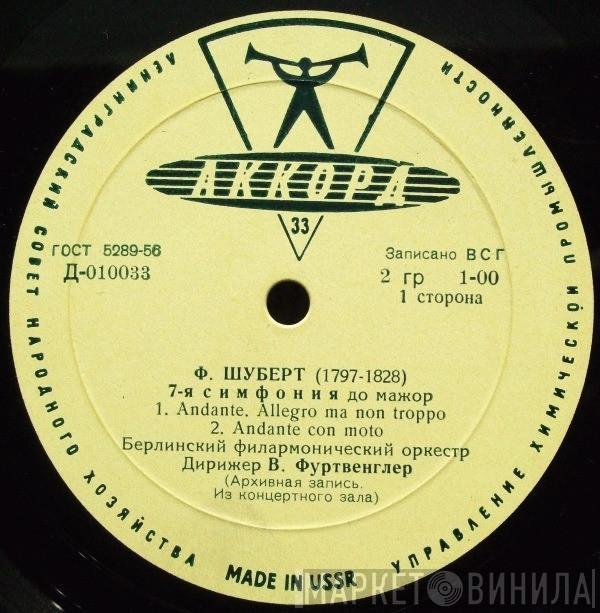 ЛЕНИНГРАДСКИЙ СОВЕТ НАРОДНОГО ХОЗЯЙСТВА
УПРАВЛЕНИЕ ХИМИЧЕСКОЙ ПРОМЫШЛЕННОСТИ
АККОРД
33
ГОСТ 5289-56
Д-010033
Записано ВСГ
2 гр 1-00
1 сторона
Ф. ШУБЕРТ (1797-1828)
7-я симфония до мажор
1. Andante. Allegro ma non troppo
2. Andante con moto
Берлинский филармонический оркестр
Дирижер В. Фуртвенглер
(Архивная запись.
Из концертного зала)
MADE IN USSR
МАРКЕТОВИНИЛА